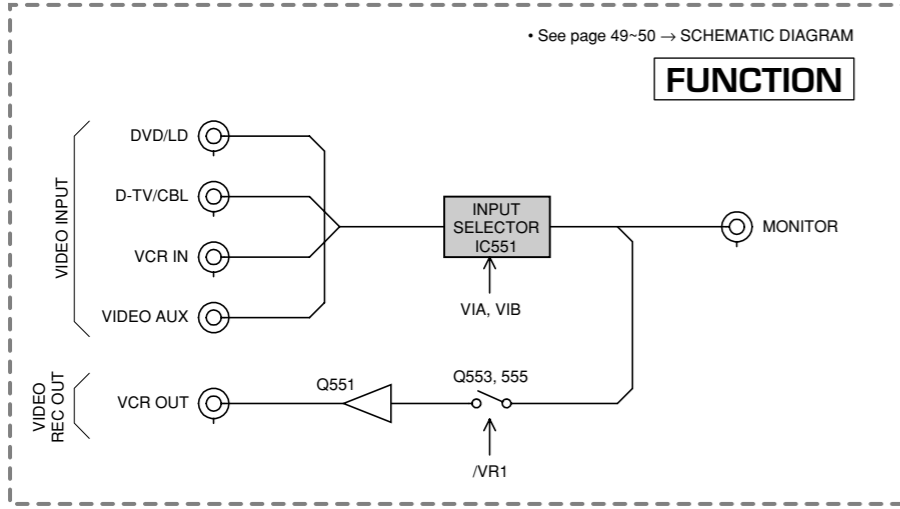 • See page 49~50 → SCHEMATIC DIAGRAM
FUNCTION
VIDEO INPUT
DVD/LD
D-TV/CBL
VCR IN
VIDEO AUX
INPUT
SELECTOR
IC551
VIA, VIB
MONITOR
VIDEO
REC OUT
VCR OUT
Q551
Q553, 555
/VR1